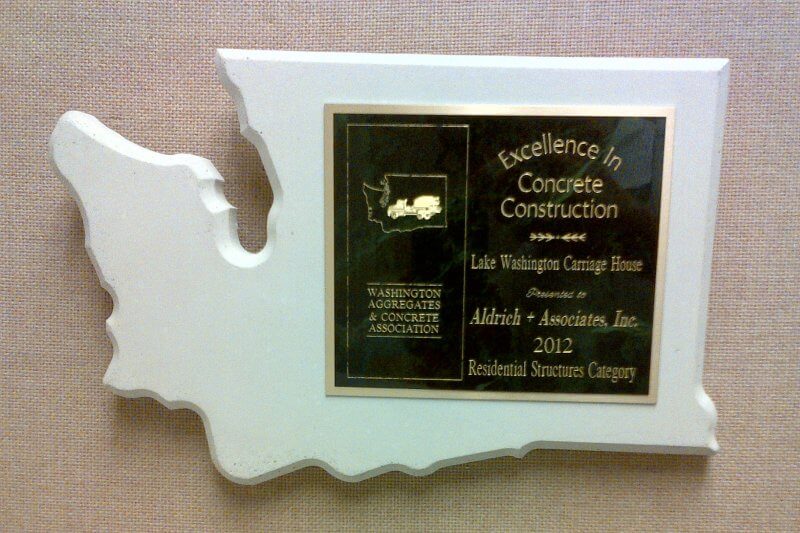 WASHINGTON
AGGREGATES
& CONCRETE
ASSOCIATION
Excellence In
Concrete
Construction
Lake Washington Carriage House
Presented to
Aldrich + Associates, Inc.
2012
Residential Structures Category